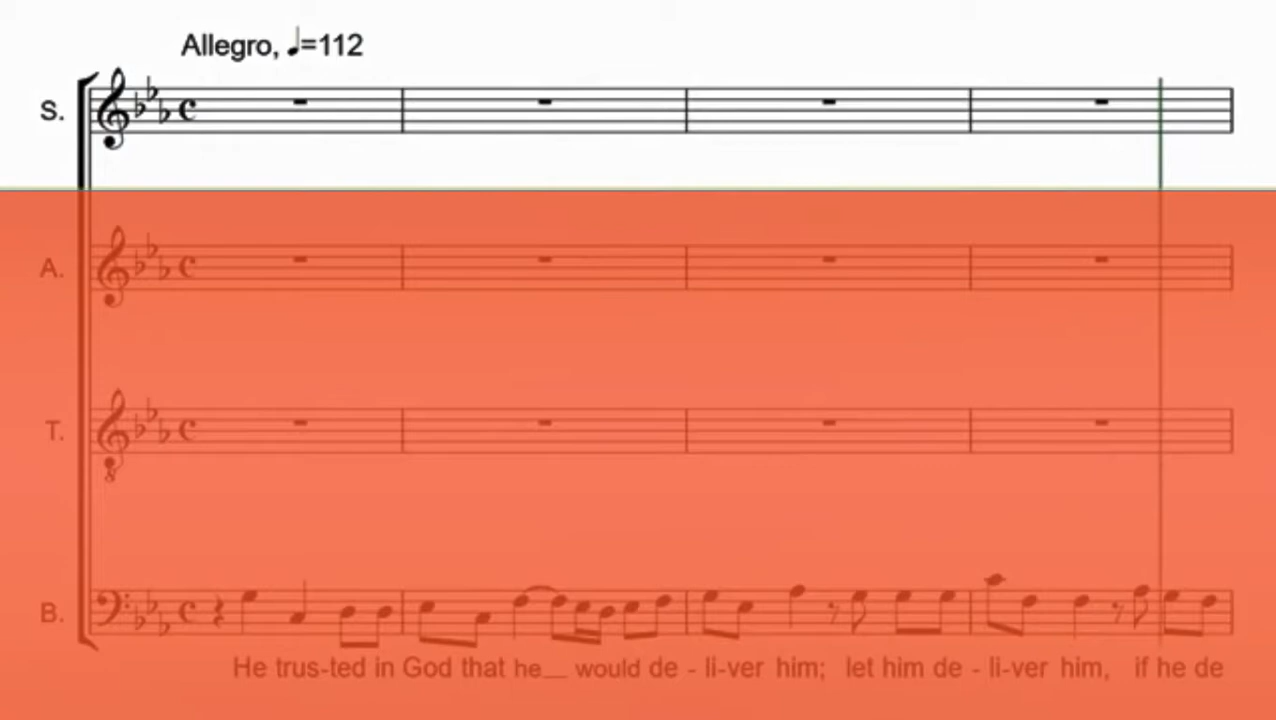 Allegro, ♩=112
S.
A.
T.
8
B.
He trus-ted in God that he__ would de - li-ver him; let him de - li-ver him, if he de